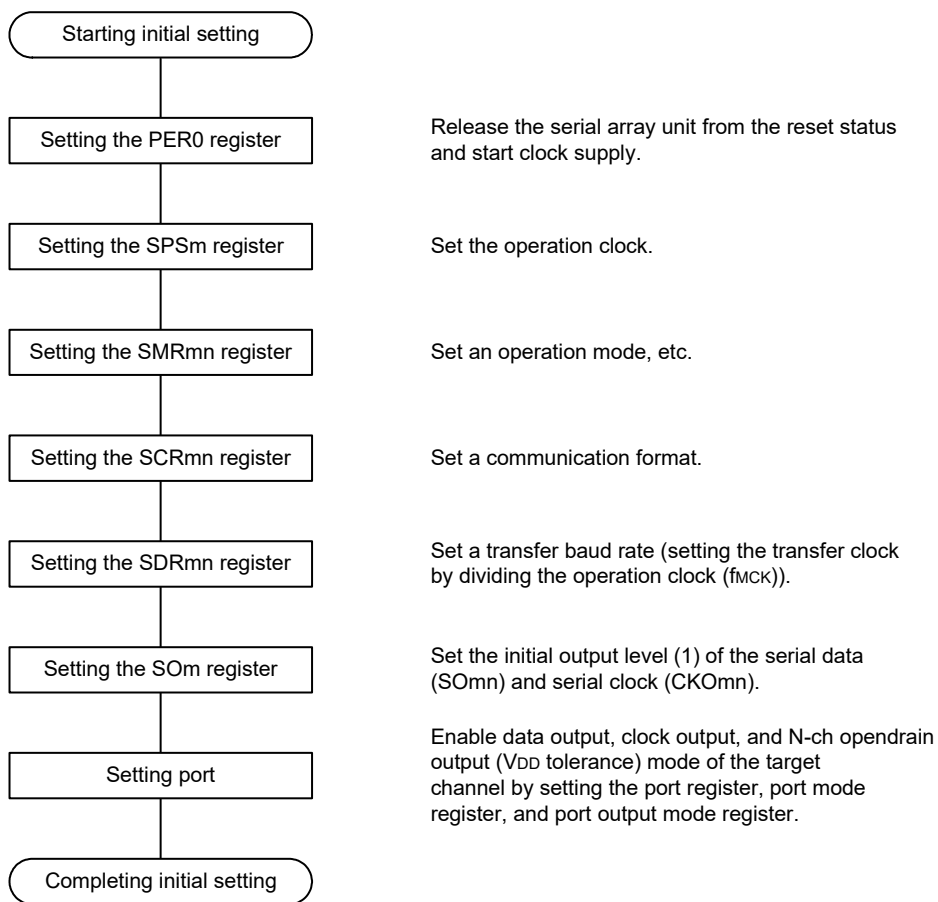 Starting initial setting
Setting the PER0 register
Release the serial array unit from the reset status
and start clock supply.
Setting the SPSm register
Set the operation clock.
Setting the SMRmn register
Set an operation mode, etc.
Setting the SCRmn register
Set a communication format.
Setting the SDRmn register
Set a transfer baud rate (setting the transfer clock
by dividing the operation clock (fMCK)).
Setting the SOm register
Set the initial output level (1) of the serial data
(SOmn) and serial clock (CKOmn).
Setting port
Enable data output, clock output, and N-ch opendrain
output (VDD tolerance) mode of the target
channel by setting the port register, port mode
register, and port output mode register.
Completing initial setting